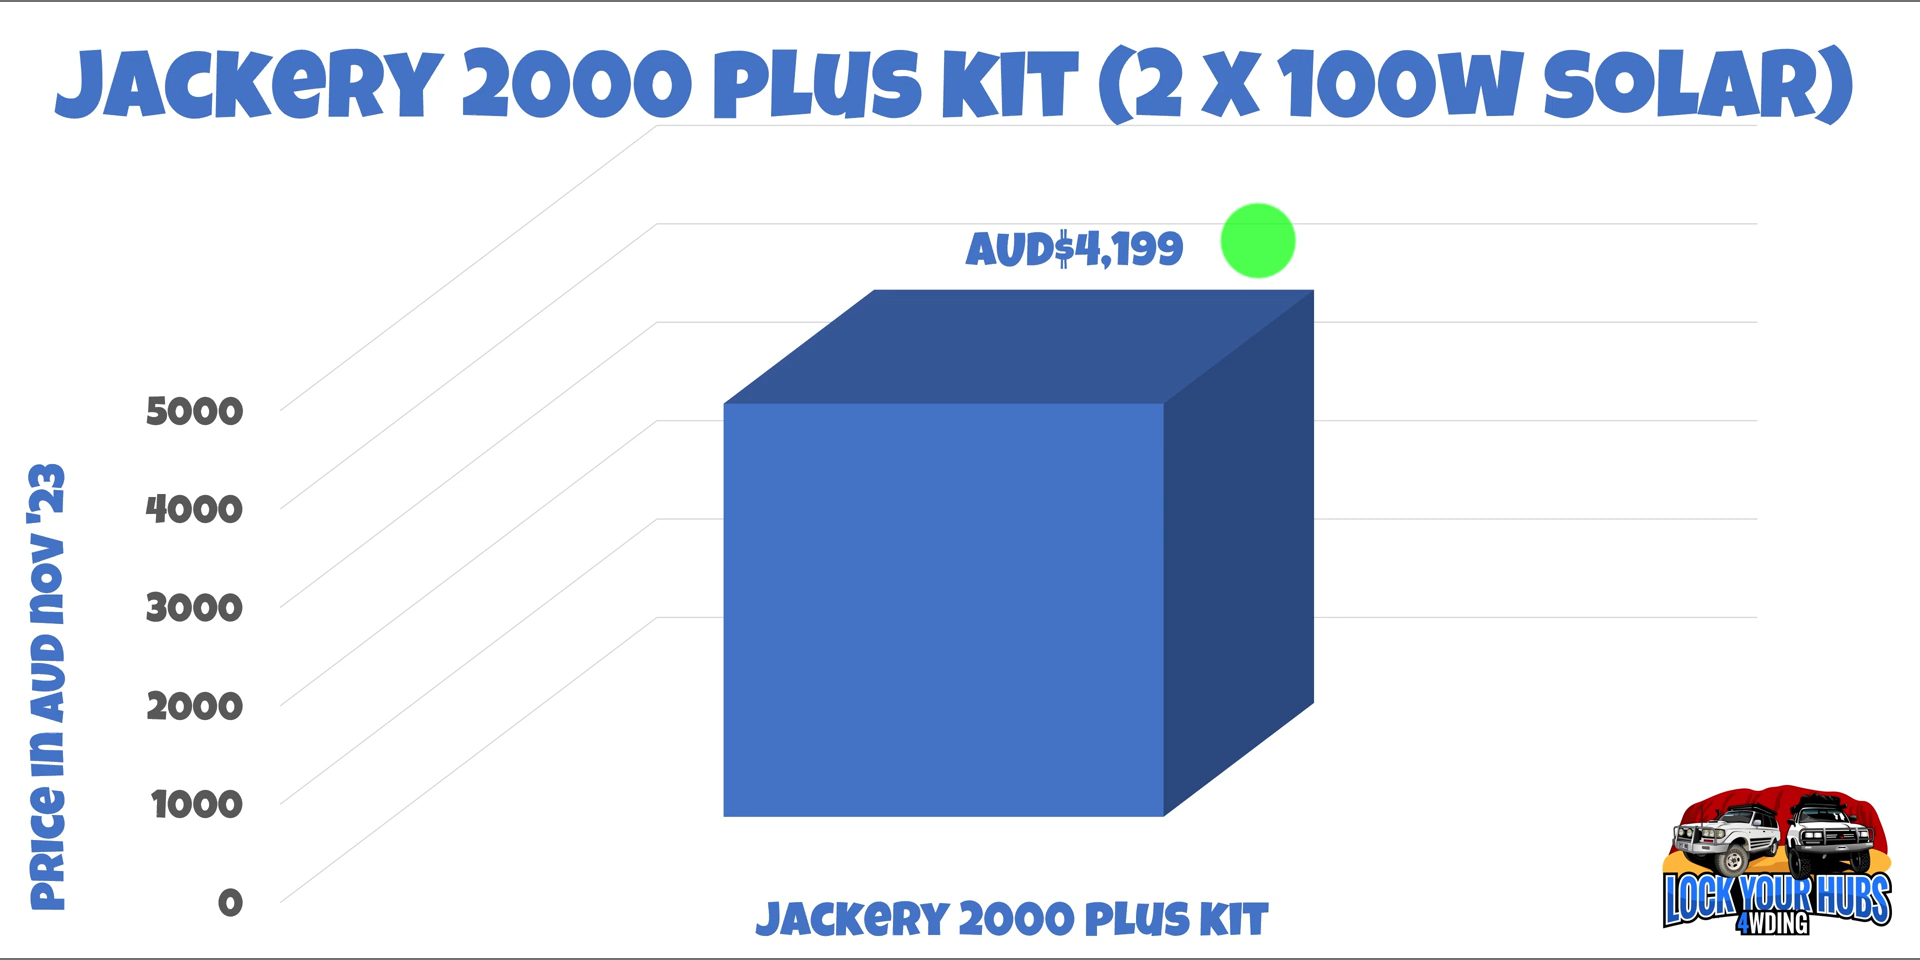 JACKERY 2000 PLUS KIT (2 X 100W SOLAR)
AUD$4,199
5000
4000
3000
2000
1000
0
PRICE IN AUD NOV '23
JACKERY 2000 PLUS KIT
LOCK YOUR HUBS
4WDING